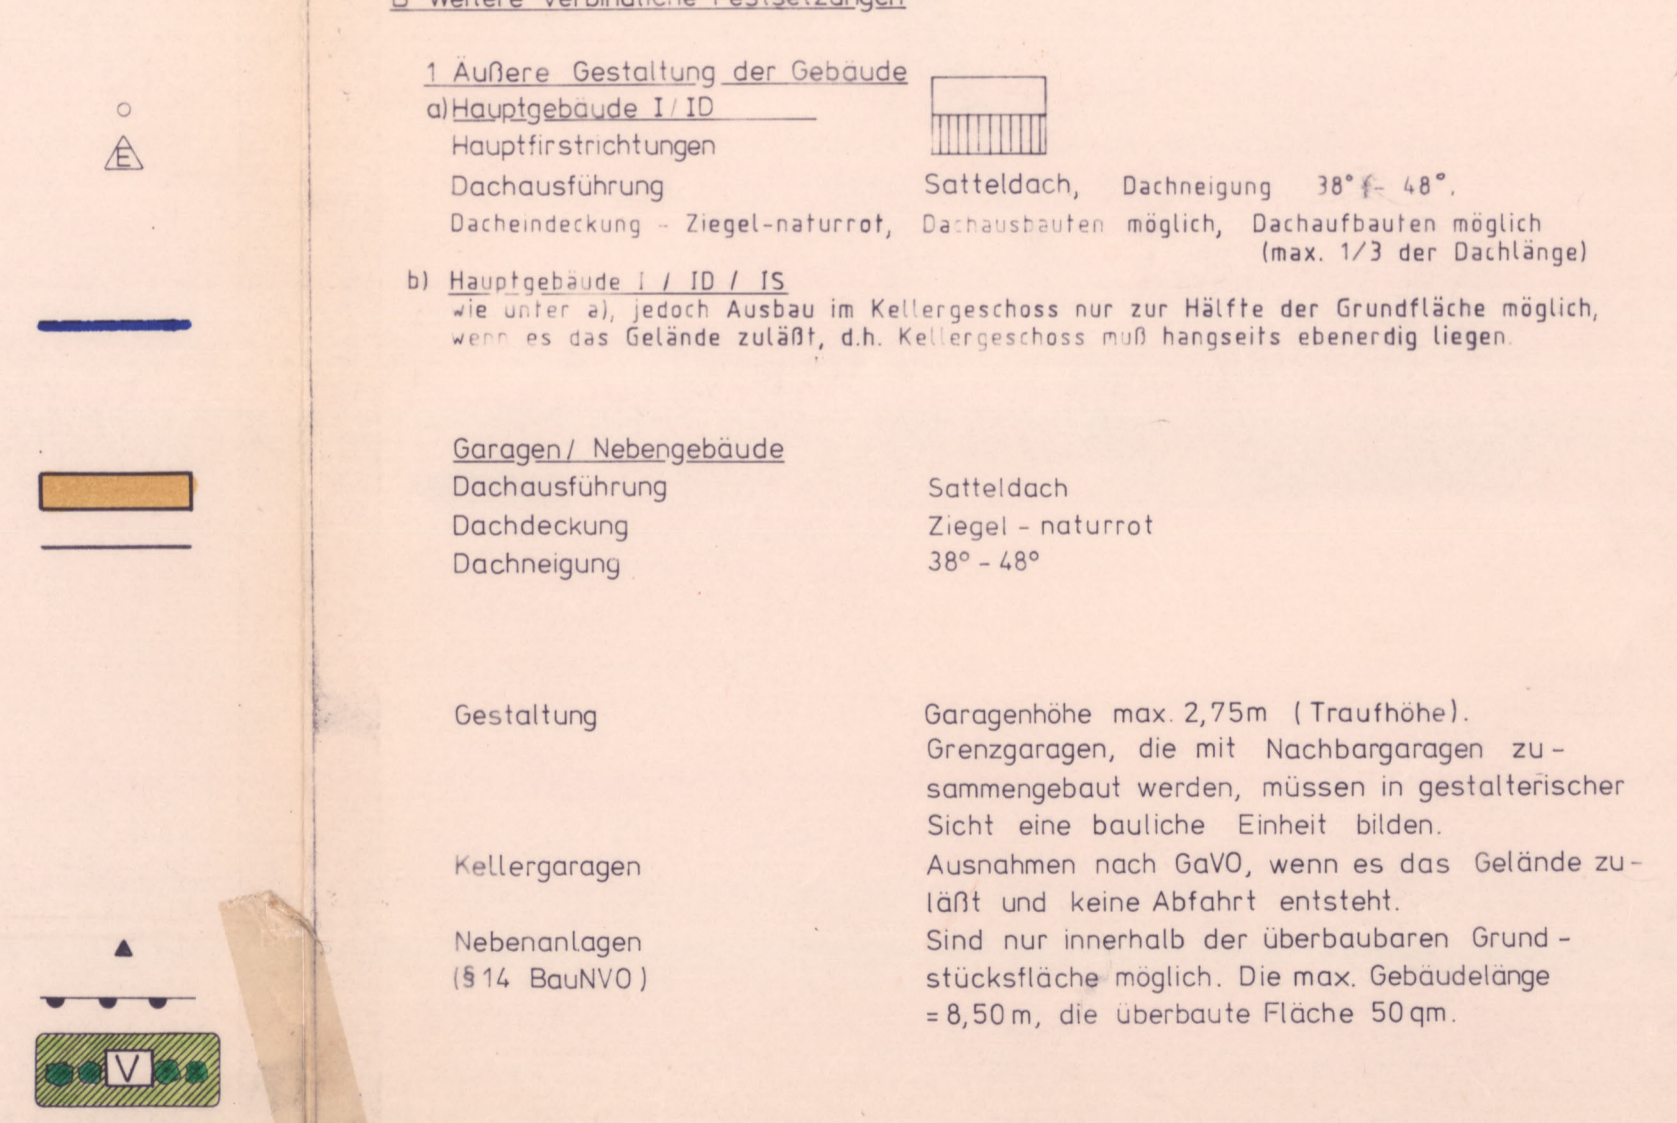 B Weitere verbindliche Festsetzungen
1 Äußere Gestaltung der Gebäude
a) Hauptgebäude I / ID
E
Hauptfirstrichtungen
Dachausführung Satteldach, Dachneigung 38° - 48°.
Dacheindeckung - Ziegel-naturrot, Dachausbauten möglich, Dachaufbauten möglich
(max. 1/3 der Dachlänge)
b) Hauptgebäude I / ID / IS
wie unter a), jedoch Ausbau im Kellergeschoss nur zur Hälfte der Grundfläche möglich,
wenn es das Gelände zuläßt, d.h. Kellergeschoss muß hangseits ebenerdig liegen.
Garagen / Nebengebäude
Dachausführung Satteldach
Dachdeckung Ziegel - naturrot
Dachneigung 38° - 48°
Gestaltung Garagenhöhe max. 2,75m (Traufhöhe).
Grenzgaragen, die mit Nachbargaragen zu-
sammengebaut werden, müssen in gestalterischer
Sicht eine bauliche Einheit bilden.
Kellergaragen Ausnahmen nach GaVO, wenn es das Gelände zu-
läßt und keine Abfahrt entsteht.
Nebenanlagen Sind nur innerhalb der überbaubaren Grund-
(§ 14 BauNVO) stücksfläche möglich. Die max. Gebäudelänge
= 8,50 m, die überbaute Fläche 50 qm.
V